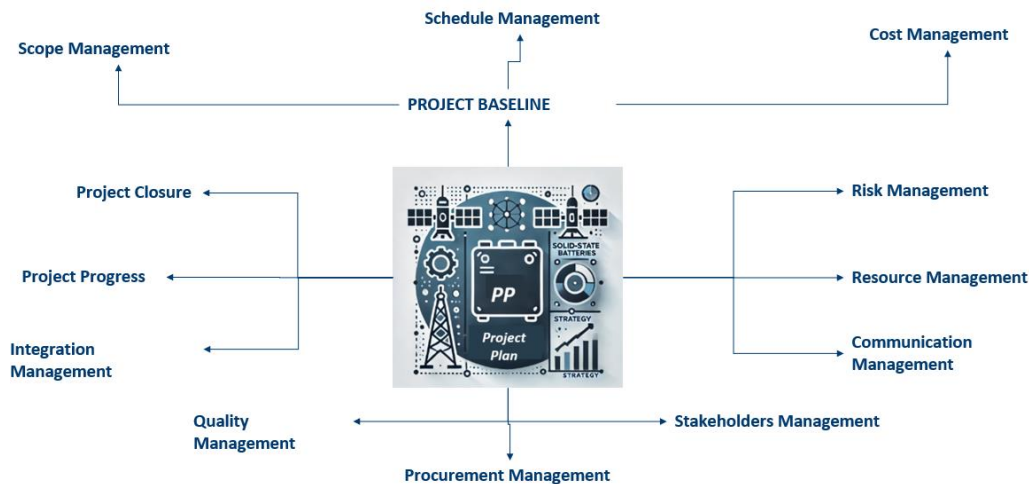 Schedule Management
Scope Management
Cost Management
PROJECT BASELINE
Project Closure
Risk Management
SOLID-STATE
BATTERIES
Project Progress
Resource Management
PP
STRATEGY
Project
Plan
Integration
Management
Communication
Management
STRATEGY
Quality
Management
Stakeholders Management
Procurement Management